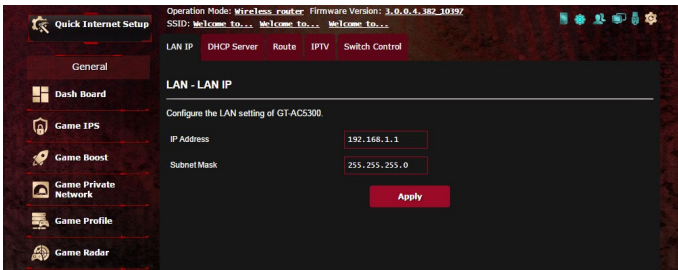 Quick Internet Setup
Operation Mode: Wireless router Firmware Version: 3.0.0.4.382_10397
SSID: Welcome to... Welcome to... Welcome to...
LAN IP DHCP Server Route IPTV Switch Control
General
Dash Board
Game IPS
Game Boost
Game Private
Network
Game Profile
Game Radar
LAN - LAN IP
Configure the LAN setting of GT-AC5300.
IP Address 192.168.1.1
Subnet Mask 255.255.255.0
Apply